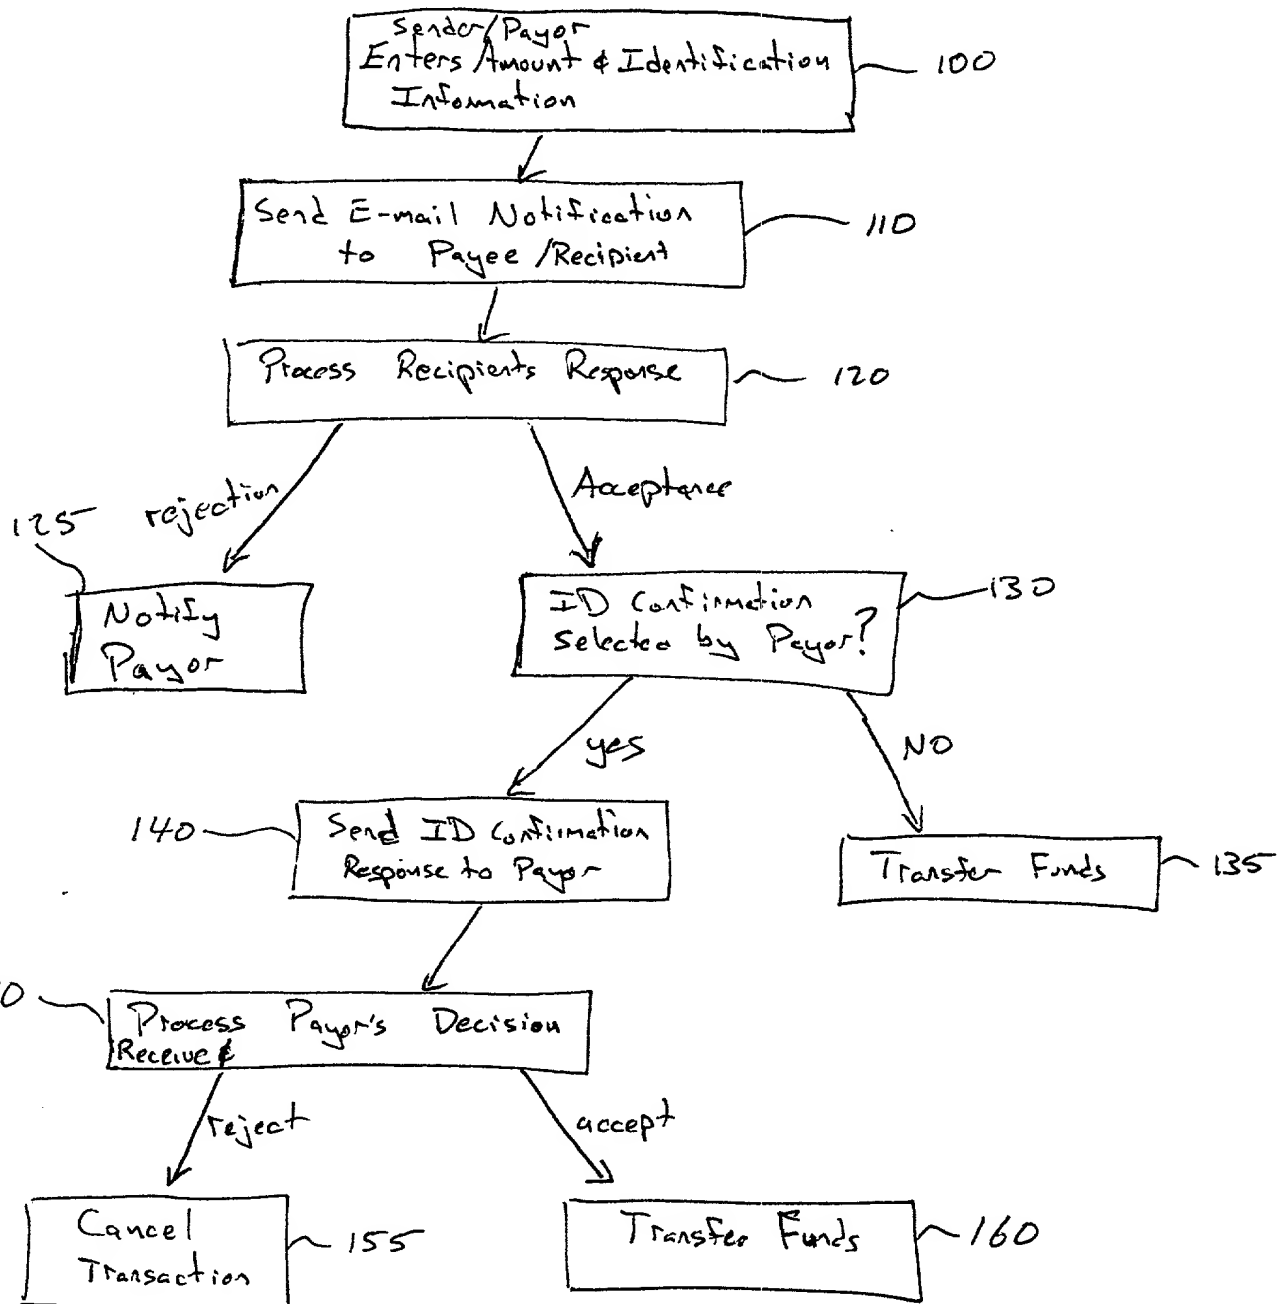 Sender/Payor
Enters Amount & Identification
Information
100
Send E-mail Notification
to Payee/Recipient
110
Process Recipients Response
120
rejection
Acceptance
125
Notify
Payor
ID Confirmation
Selected by Payor?
130
yes
NO
140
Send ID Confirmation
Response to Payor
Transfer Funds
135
0
Process Payor's Decision
Receive &
reject
accept
Cancel
Transaction
155
Transfer Funds
160